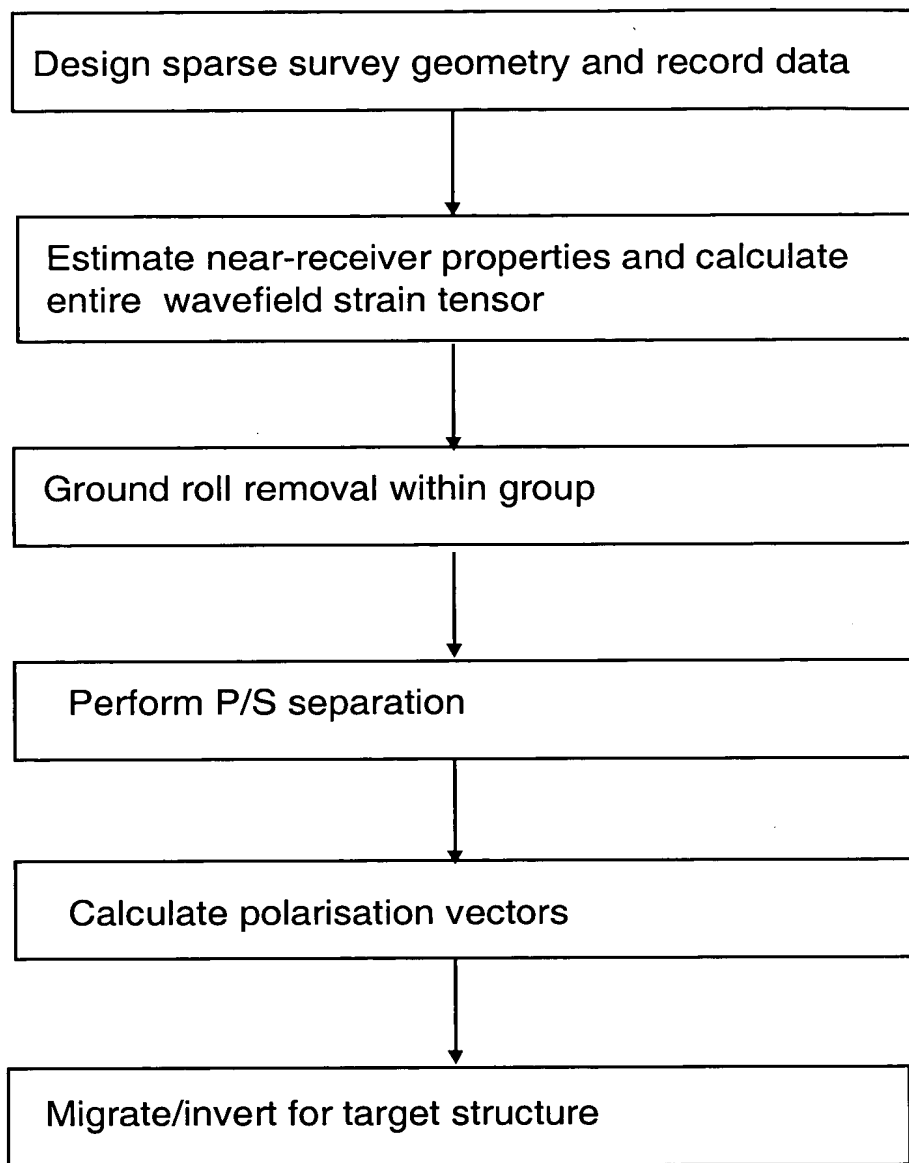 Design sparse survey geometry and record data
Estimate near-receiver properties and calculate
entire wavefield strain tensor
Ground roll removal within group
Perform P/S separation
Calculate polarisation vectors
Migrate/invert for target structure